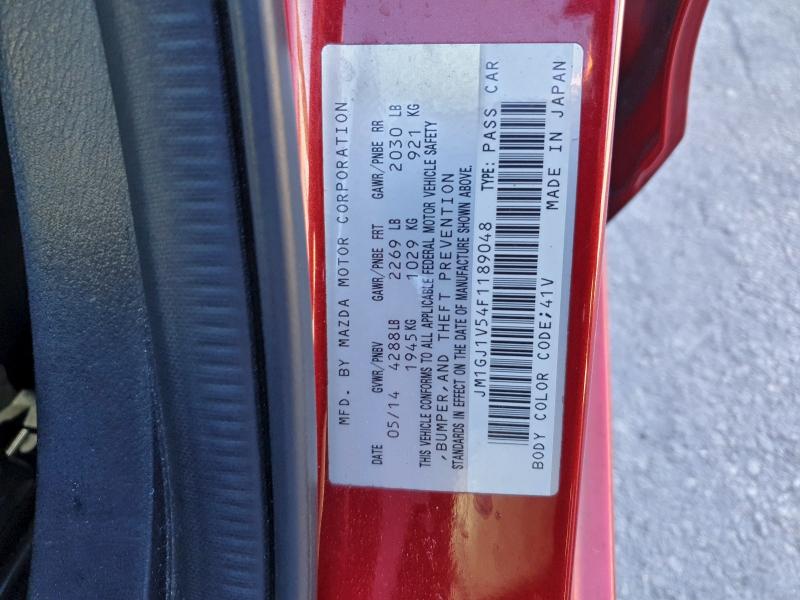 MFD. BY MAZDA MOTOR CORPORATION
DATE GVWR/PNBV GAWR/PNBE FRT GAWR/PNBE RR
05/14 4288LB 2269 LB 2030 LB
1945KG 1029 KG 921 KG
THIS VEHICLE CONFORMS TO ALL APPLICABLE FEDERAL MOTOR VEHICLE SAFETY
,BUMPER,AND THEFT PREVENTION
STANDARDS IN EFFECT ON THE DATE OF MANUFACTURE SHOWN ABOVE.
JM1GJ1V54F1189048 TYPE: PASS CAR
BODY COLOR CODE;41V MADE IN JAPAN